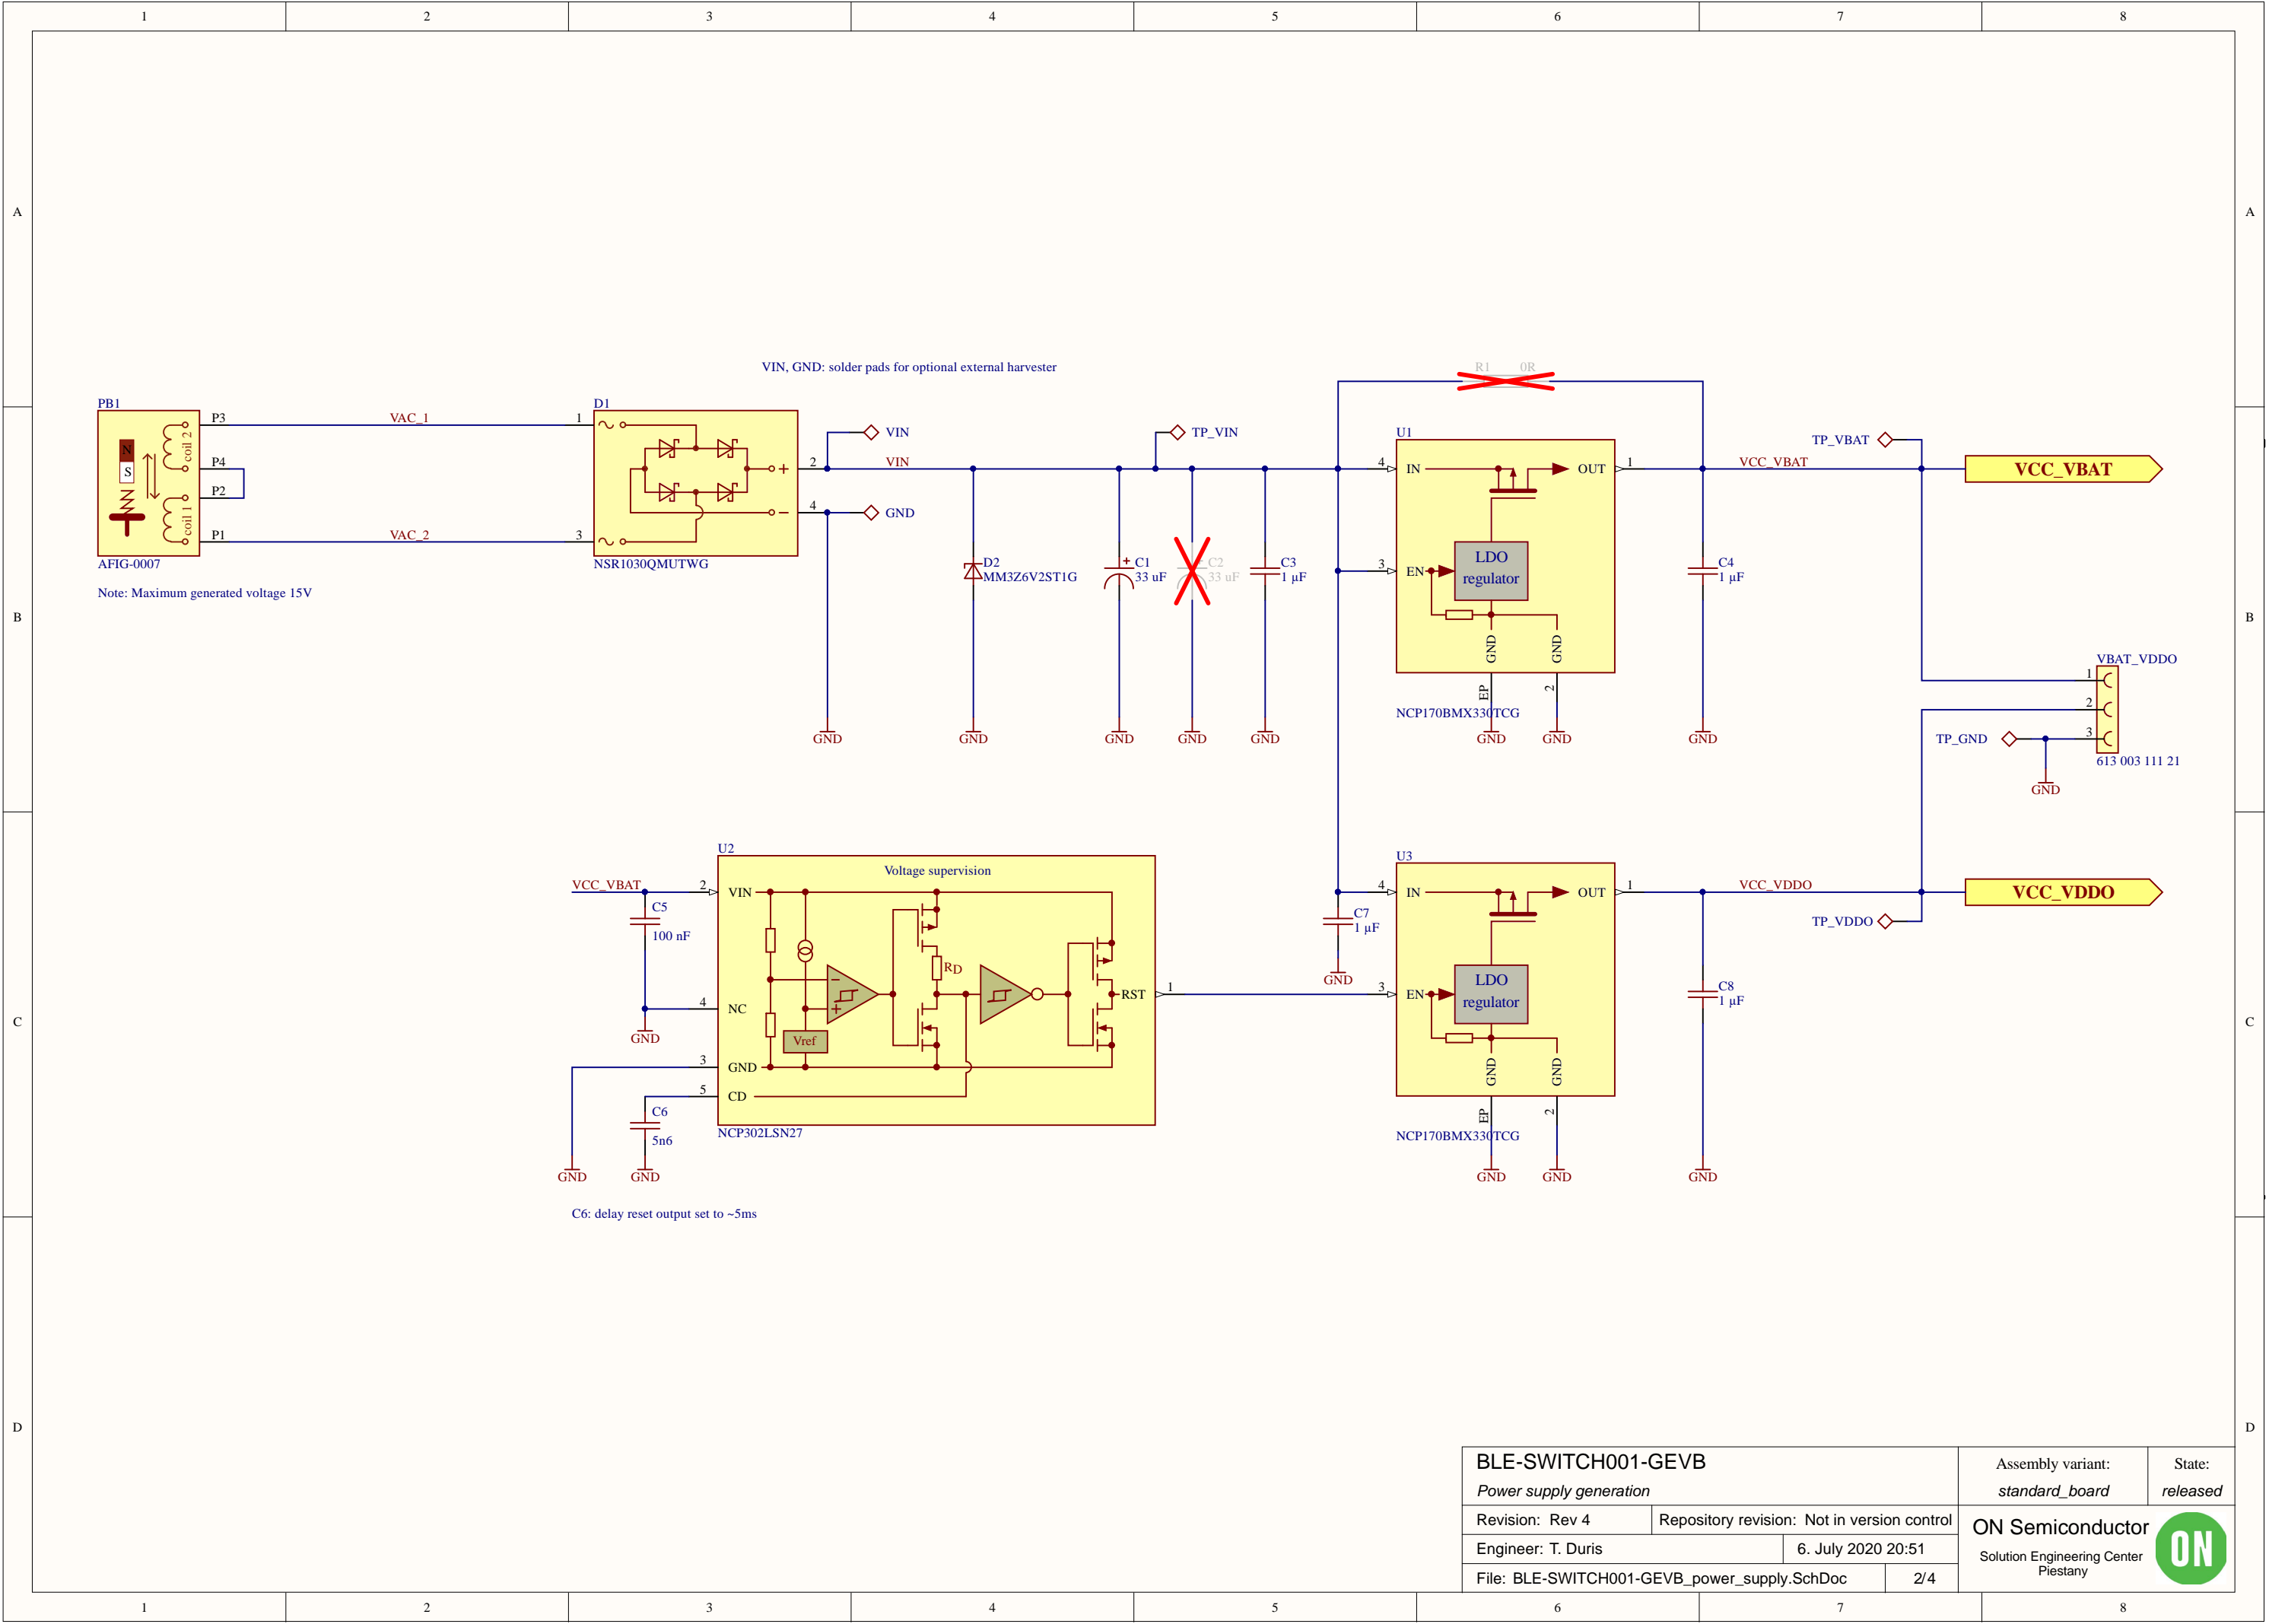 1 2 3 4 5 6 7 8
A A
VIN, GND: solder pads for optional external harvester
R1 0R
PB1
N
S
coil 2
coil 1
P3
P4
P2
P1
AFIG-0007
Note: Maximum generated voltage 15V
VAC_1
VAC_2
D1
1
3
2
4
+
−
NSR1030QMUTWG
VIN
VIN
GND
GND
D2
MM3Z6V2ST1G
GND
TP_VIN
C1
33 uF
+
GND
C2
33 uF
GND
C3
1 µF
GND
U1
4 IN
OUT 1
3 EN
LDO
regulator
GND GND
EP 2
NCP170BMX330TCG
GND GND
C4
1 µF
GND
VCC_VBAT
TP_VBAT
VCC_VBAT
B B
VBAT_VDDO
1
2
3
613 003 111 21
TP_GND
GND
U2
Voltage supervision
VCC_VBAT
2 VIN
C5
100 nF
4 NC
GND
3 GND
5 CD
C6
5n6
GND GND
RD
Vref
−
+
RST 1
NCP302LSN27
C6: delay reset output set to ~5ms
C7
1 µF
GND
U3
4 IN
OUT 1
3 EN
LDO
regulator
GND GND
EP 2
NCP170BMX330TCG
GND GND
C8
1 µF
GND
VCC_VDDO
TP_VDDO
VCC_VDDO
C C
D D
BLE-SWITCH001-GEVB
Power supply generation
Assembly variant:
standard_board
State:
released
Revision: Rev 4
Repository revision: Not in version control
Engineer: T. Duris
6. July 2020 20:51
File: BLE-SWITCH001-GEVB_power_supply.SchDoc
2/4
ON Semiconductor
Solution Engineering Center
Piestany
ON
1 2 3 4 5 6 7 8